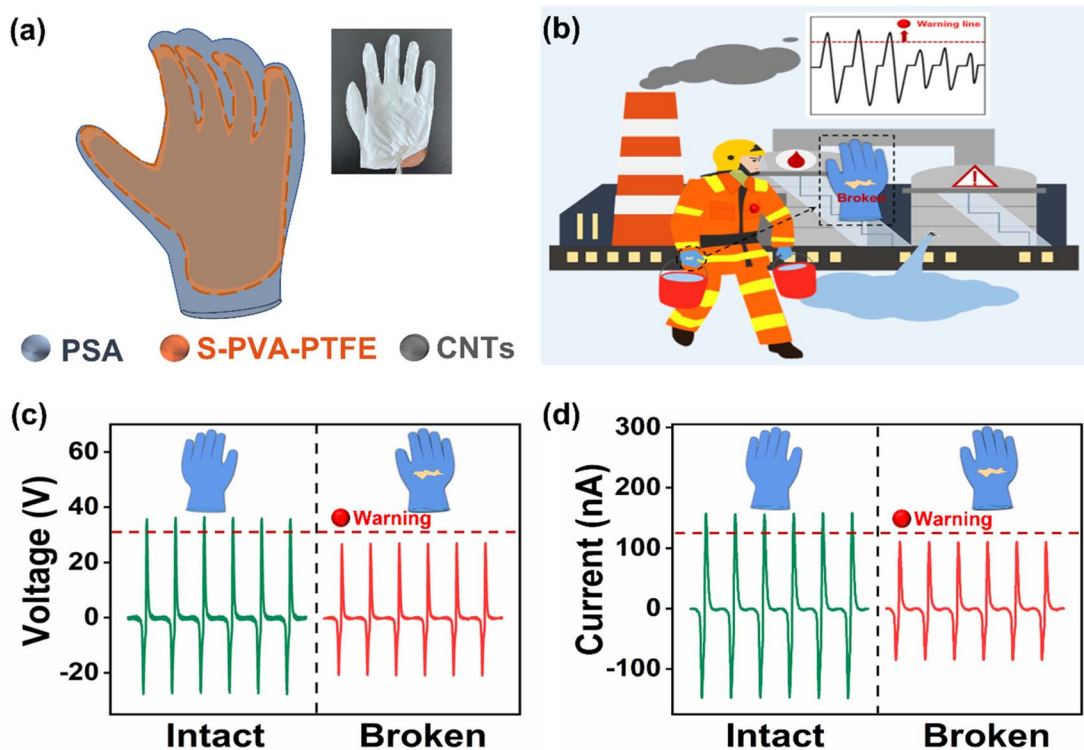 (a)
PSA
S-PVA-PTFE
CNTs
(b)
Warning line
Broken
(c)
Voltage (V)
60
40
20
0
-20
Warning
Intact
Broken
(d)
Current (nA)
300
200
100
0
-100
Warning
Intact
Broken